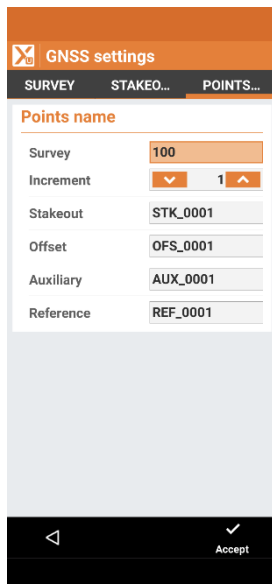 GNSS settings
SURVEY STAKEO... POINTS...
Points name
Survey 100
Increment 1
Stakeout STK_0001
Offset OFS_0001
Auxiliary AUX_0001
Reference REF_0001
Accept